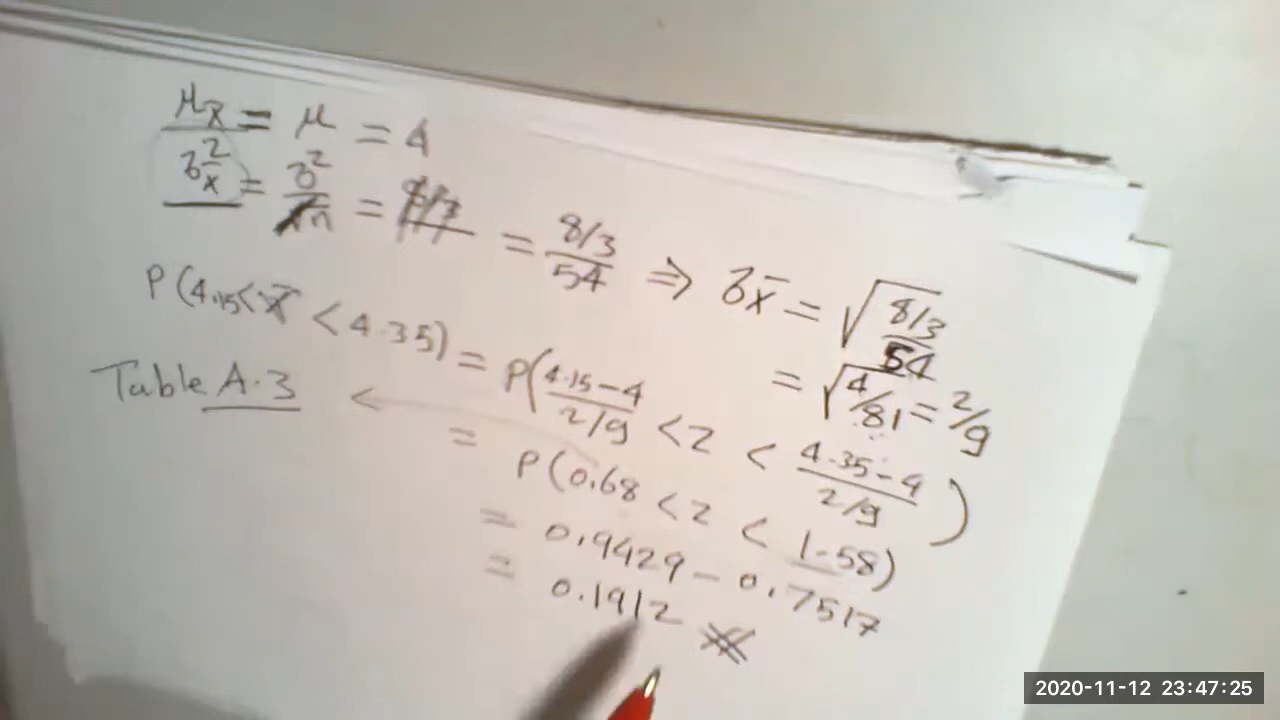 μx̄ = μ = 4
σ²x̄ = σ²/n = 8/3 = 8/3/54 ⇒ σx̄ = √(8/3/54)
= √4/81 = 2/9
P(4.15 < x̄ < 4.35) = P(4.15-4/2/9 < Z < 4.35-4/2/9)
Table A.3 ←
= P(0.68 < Z < 1.58)
= 0.9429 - 0.7517
= 0.1912
2020-11-12 23:47:25